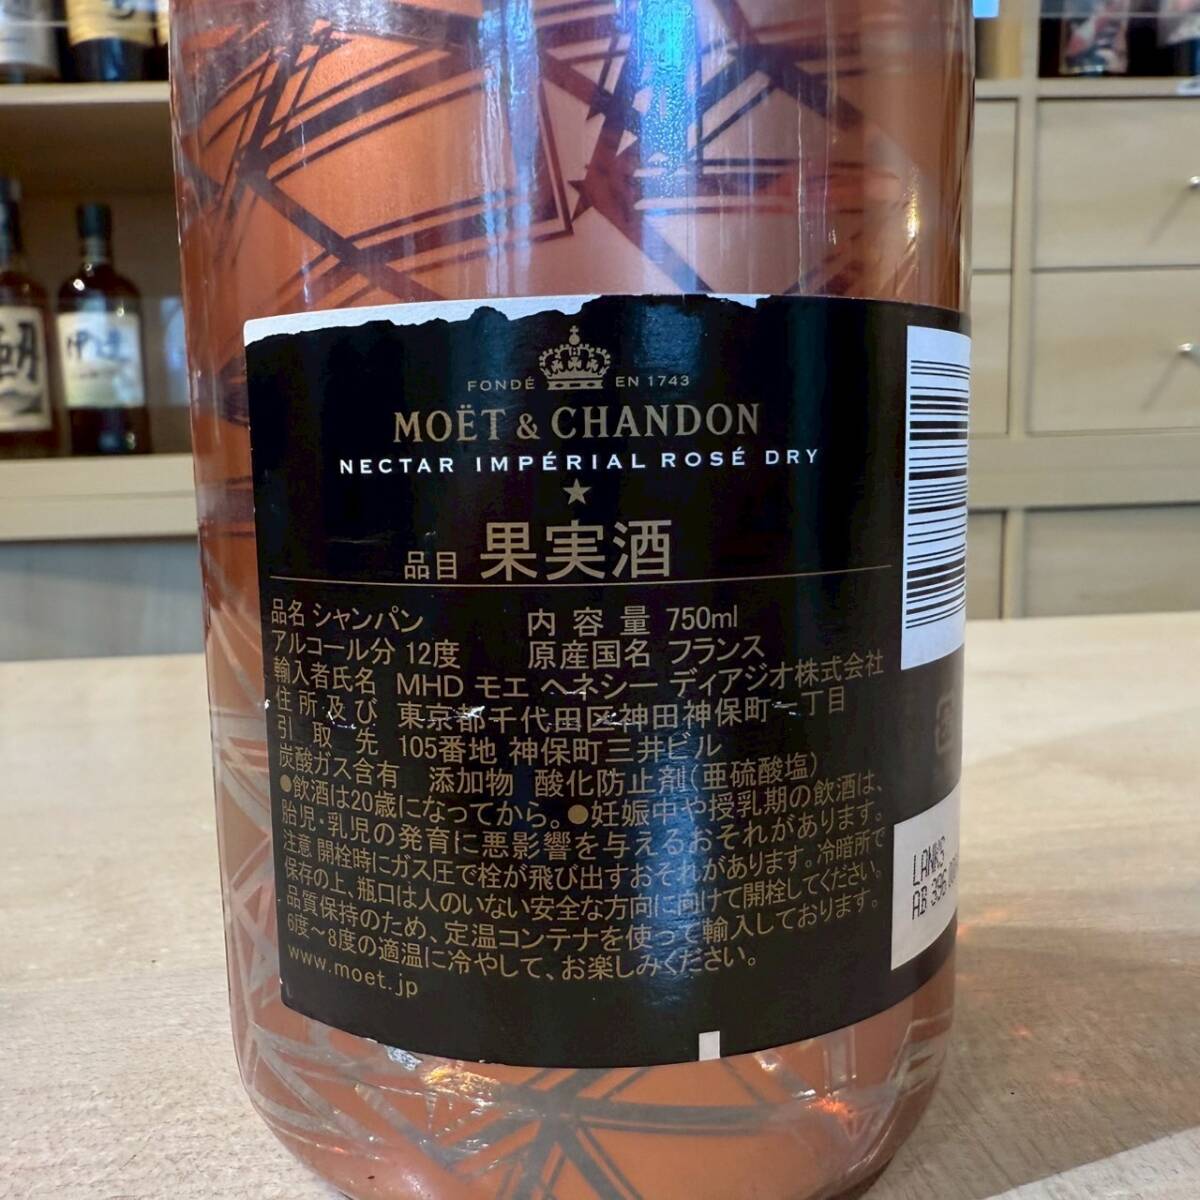 FONDÉ EN 1743
MOËT & CHANDON
NECTAR IMPÉRIAL ROSÉ DRY
品目 果実酒
品名 シャンパン 内容量 750ml
アルコール分 12度 原産国名 フランス
輸入者氏名 MHD モエ ヘネシー ディアジオ株式会社
住所及び 東京都千代田区神田神保町一丁目
引取先 105番地 神保町三井ビル
炭酸ガス含有 添加物 酸化防止剤(亜硫酸塩)
●飲酒は20歳になってから。●妊娠中や授乳期の飲酒は、
胎児・乳児の発育に悪影響を与えるおそれがあります。
注意 開栓時にガス圧で栓が飛び出すおそれがあります。冷暗所で
保存の上、瓶口は人のいない安全な方向に向けて開栓してください。
品質保持のため、定温コンテナを使って輸入しております。
6度～8度の適温に冷やして、お楽しみください。
www.moet.jp
LANK9
AB 396
伊達